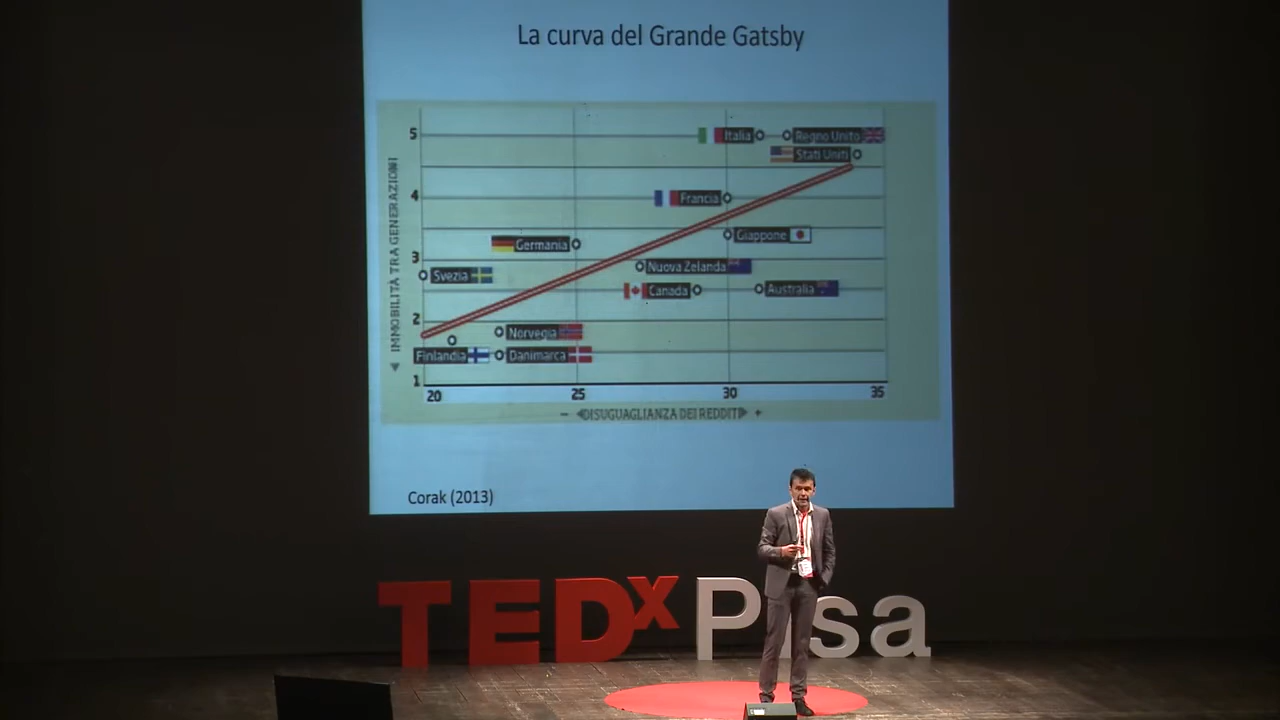 La curva del Grande Gatsby
5
Italia
Regno Unito
Stati Uniti
IMMOBILITÀ TRA GENERAZIONI
4
Francia
Giappone
Germania
3
Nuova Zelanda
Svezia
Canada
Australia
2
Norvegia
Finlandia
Danimarca
1
20
25
30
35
− DISUGUAGLIANZA DEI REDDITI +
Corak (2013)
TEDx Pisa